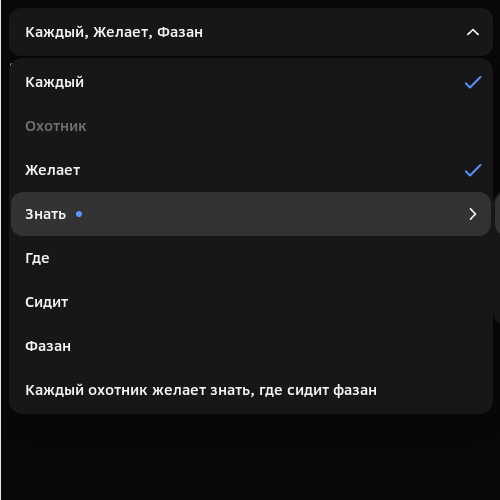 Каждый, Желает, Фазан
Каждый
Охотник
Желает
Знать
Где
Сидит
Фазан
Каждый охотник желает знать, где сидит фазан